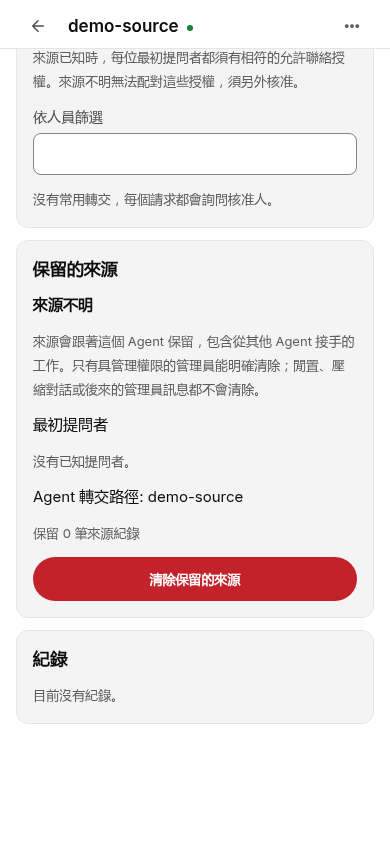 demo-source
來源已知時，每位最初提問者都須有相符的允許聯絡授
權。來源不明無法配對這些授權，須另外核准。
依人員篩選
沒有常用轉交，每個請求都會詢問核准人。
保留的來源
來源不明
來源會跟著這個 Agent 保留，包含從其他 Agent 接手的
工作。只有具管理權限的管理員能明確清除；閒置、壓
縮對話或後來的管理員訊息都不會清除。
最初提問者
沒有已知提問者。
Agent 轉交路徑: demo-source
保留 0 筆來源紀錄
清除保留的來源
紀錄
目前沒有紀錄。